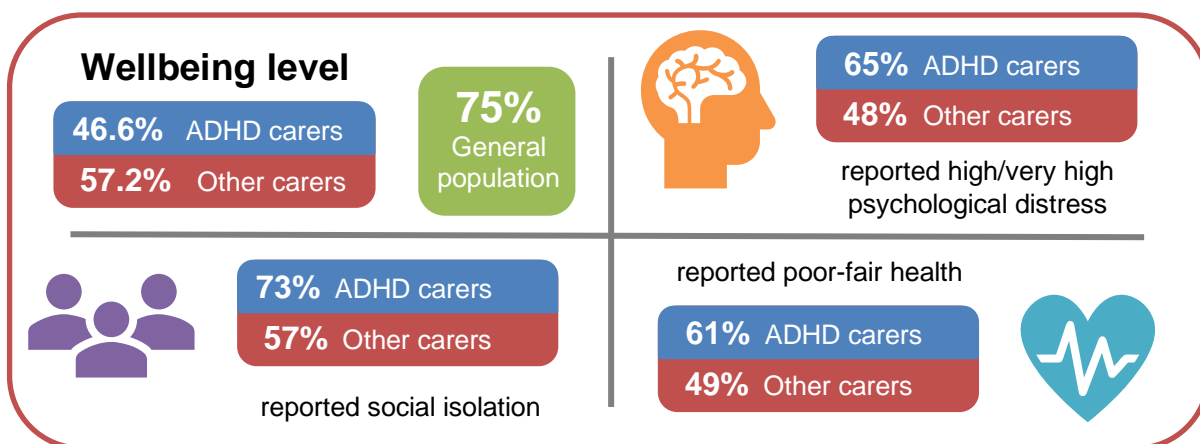 Wellbeing level
46.6% ADHD carers
57.2% Other carers
75%
General
population
65% ADHD carers
48% Other carers
reported high/very high
psychological distress
73% ADHD carers
57% Other carers
reported social isolation
reported poor-fair health
61% ADHD carers
49% Other carers